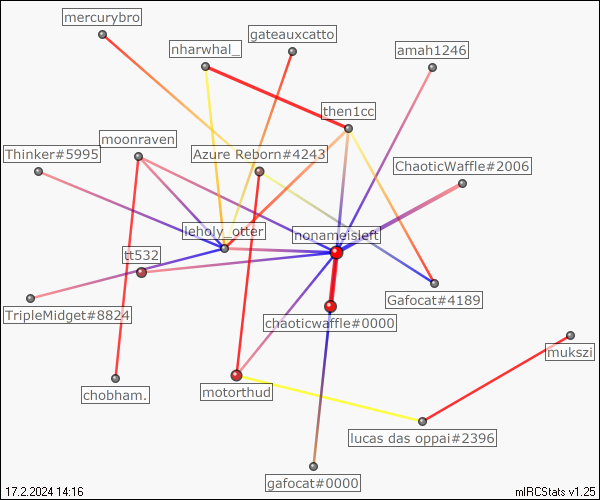 mercurybro
gateauxcatto
nharwhal_
amah1246
then1cc
moonraven
Thinker#5995
Azure Reborn#4243
ChaoticWaffle#2006
leholy_otter
nonameisleft
tt532
Gafocat#4189
TripleMidget#8824
chaoticwaffle#0000
mukszi
chobham.
motorthud
lucas das oppai#2396
gafocat#0000
17.2.2024 14:16
mIRCStats v1.25